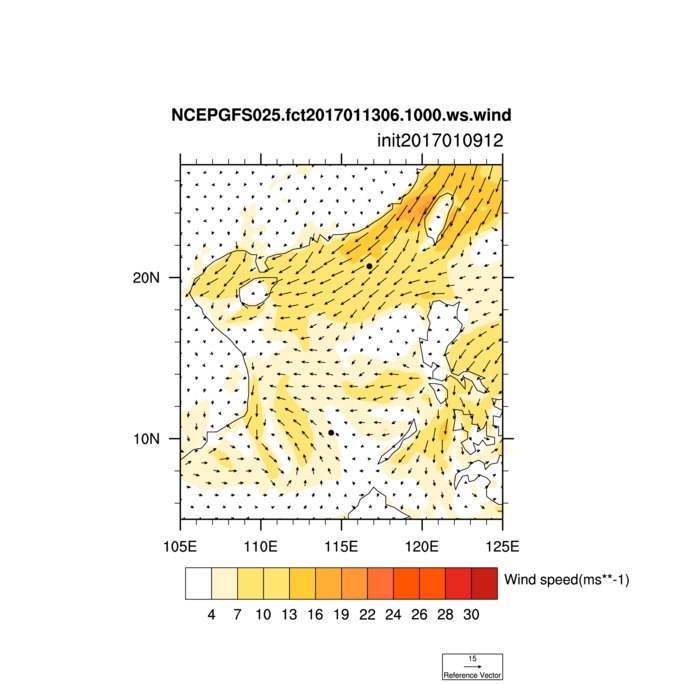 NCEPGFS025.fct2017011306.1000.ws.wind
init2017010912
20N
10N
105E 110E 115E 120E 125E
Wind speed(ms**-1)
4 7 10 13 16 19 22 24 26 28 30
15
Reference Vector